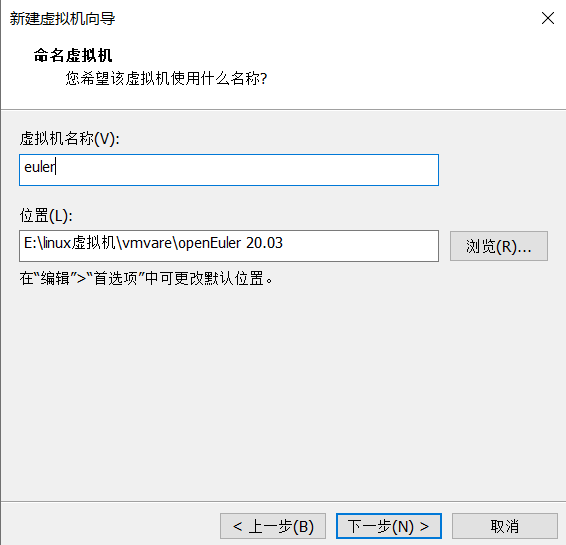 新建虚拟机向导
命名虚拟机
您希望该虚拟机使用什么名称?
虚拟机名称(V):
euler
位置(L):
E:\linux虚拟机\vmvare\openEuler 20.03
浏览(R)...
在“编辑”>“首选项”中可更改默认位置。
< 上一步(B)
下一步(N) >
取消